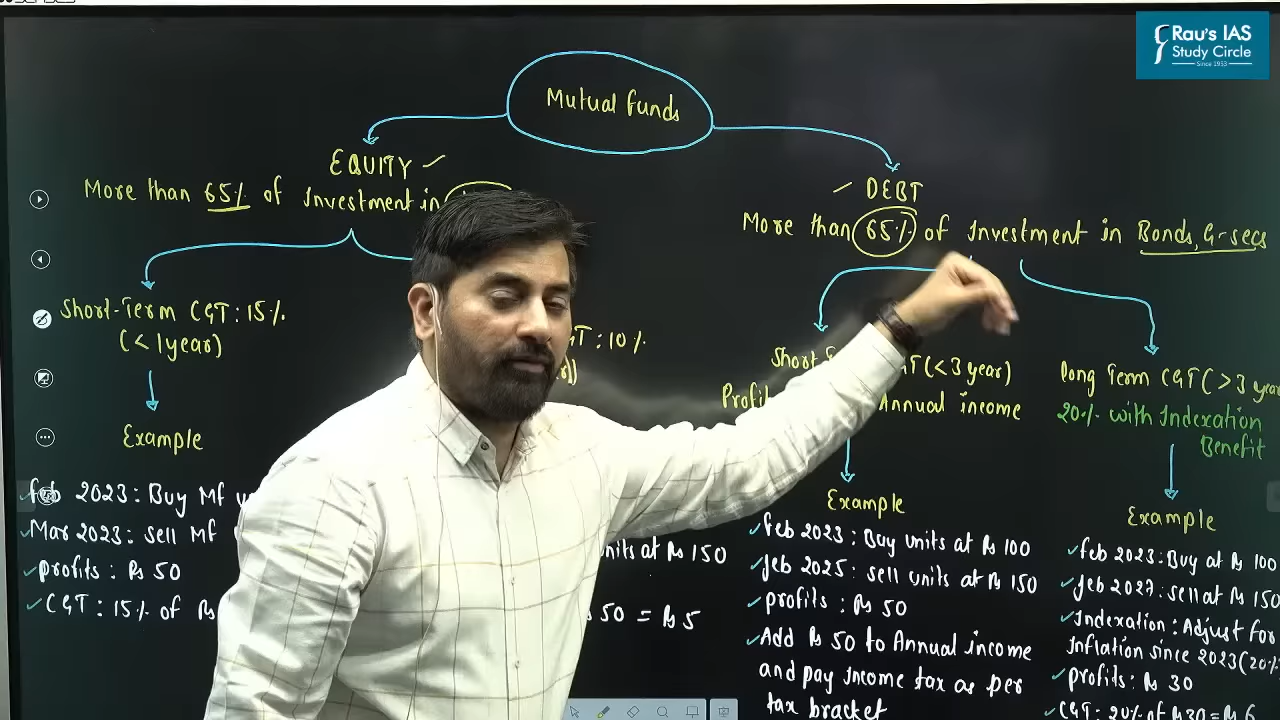 Rau's IAS
Study Circle
Since 1953
Mutual funds
EQUITY
More than 65% of Investment in
DEBT
More than 65% of Investment in Bonds, G-secs
Short-Term CGT: 15%
(<1year)
Example
Feb 2023: Buy Mf
Mar 2023: Sell Mf
profits: Rs 50
CGT: 15% of Rs
: 10%
at Rs 150
50 = Rs 5
Short (<3 year)
Annual income
Example
Feb 2023: Buy units at Rs 100
Feb 2025: sell units at Rs 150
profits: Rs 50
Add Rs 50 to Annual income
and pay Income tax as per
tax bracket
Long Term CGT (>3
20% with Indexation
Benefit
Example
Feb 2023: Buy at Rs 100
Feb 2027: sell at Rs 150
Indexation: Adjust for
Inflation since 2023 (20%
profits: Rs 30
CGT: 20% of Rs 30 = Rs 6